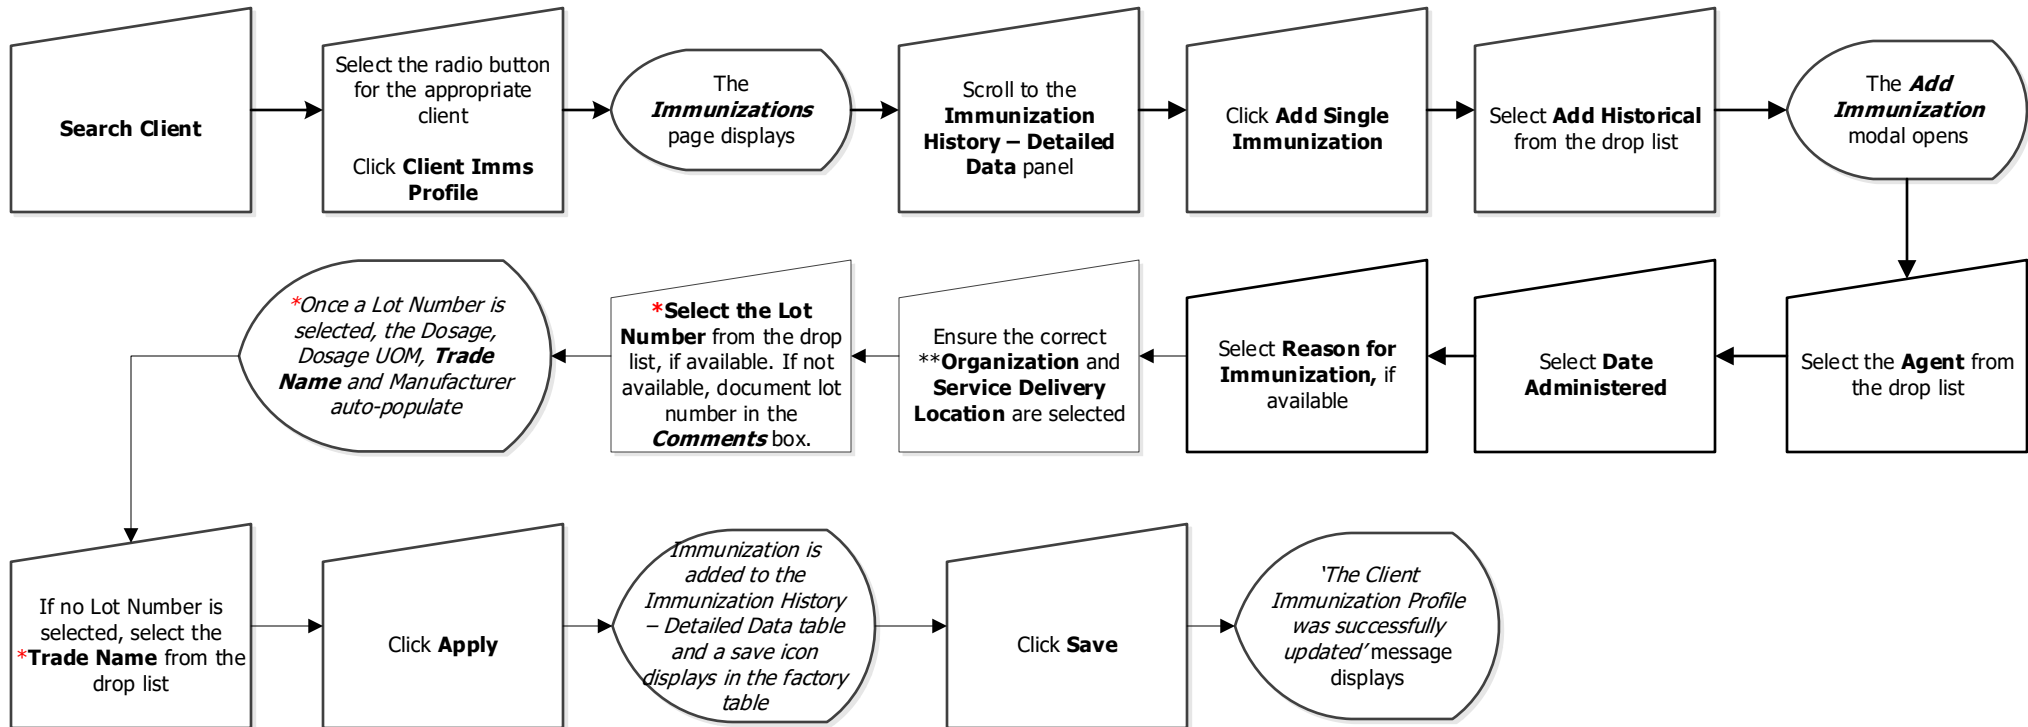 Search Client
Select the radio button
for the appropriate
client
Click Client Imms
Profile
The
Immunizations
page displays
Scroll to the
Immunization
History – Detailed
Data panel
Click Add Single
Immunization
Select Add Historical
from the drop list
The Add
Immunization
modal opens
Select the Agent from
the drop list
Select Date
Administered
Select Reason for
Immunization, if
available
Ensure the correct
**Organization and
Service Delivery
Location are selected
*Select the Lot
Number from the drop
list, if available. If not
available, document lot
number in the
Comments box.
*Once a Lot Number is
selected, the Dosage,
Dosage UOM, Trade
Name and Manufacturer
auto-populate
If no Lot Number is
selected, select the
*Trade Name from the
drop list
Click Apply
Immunization is
added to the
Immunization History
– Detailed Data table
and a save icon
displays in the factory
table
Click Save
‘The Client
Immunization Profile
was successfully
updated’ message
displays